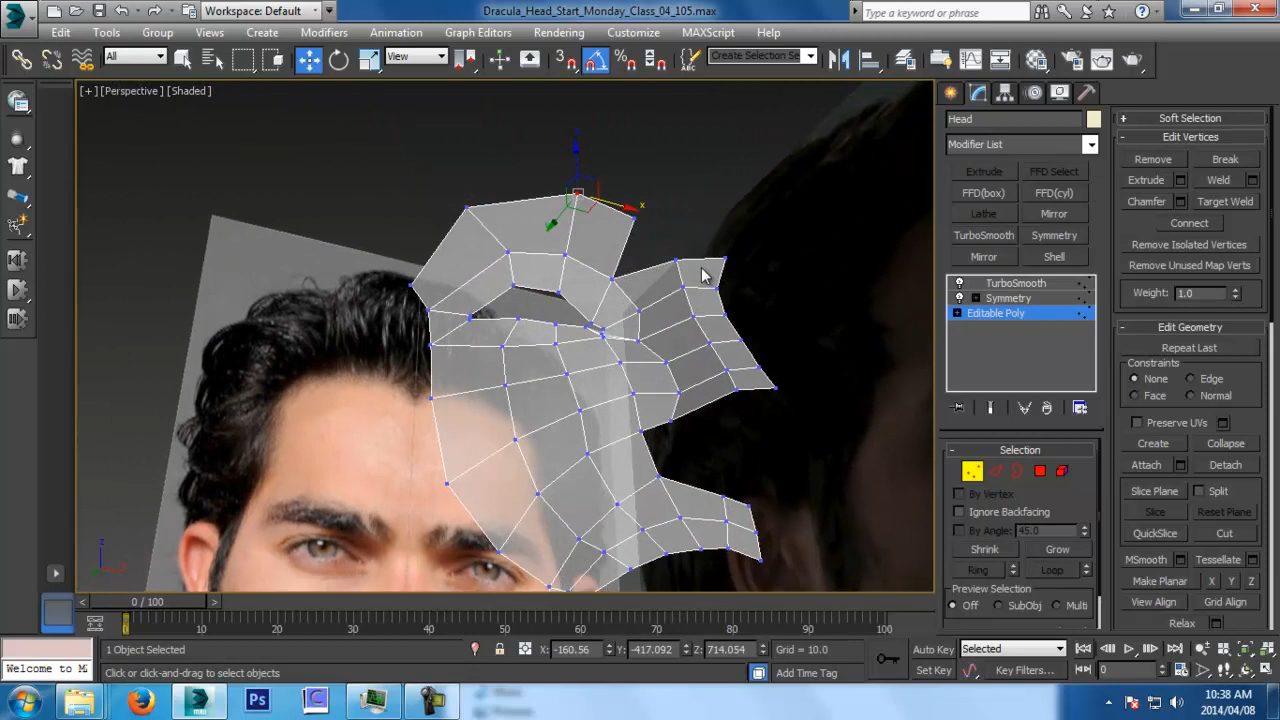 Workspace: Default
Dracula_Head_Start_Monday_Class_04_105.max
Type a keyword or phrase
Edit
Tools
Group
Views
Create
Modifiers
Animation
Graph Editors
Rendering
Customize
MAXScript
Help
All
View
Create Selection Se
[+] [Perspective] [Shaded]
z
x
Head
Modifier List
Extrude
FFD Select
FFD(box)
FFD(cyl)
Lathe
Mirror
TurboSmooth
Symmetry
Mirror
Shell
TurboSmooth
Symmetry
Editable Poly
Selection
By Vertex
Ignore Backfacing
By Angle: 45.0
Shrink
Grow
Ring
Loop
Preview Selection
Off
SubObj
Multi
Soft Selection
Edit Vertices
Remove
Break
Extrude
Weld
Chamfer
Target Weld
Connect
Remove Isolated Vertices
Remove Unused Map Verts
Weight: 1.0
Edit Geometry
Repeat Last
Constraints
None
Edge
Face
Normal
Preserve UVs
Create
Collapse
Attach
Detach
Slice Plane
Split
Slice
Reset Plane
QuickSlice
Cut
MSmooth
Tessellate
Make Planar
X
Y
Z
View Align
Grid Align
Relax
0 / 100
0
10
20
30
40
50
60
70
80
90
100
1 Object Selected
X: -160.56
Y: -417.092
Z: 714.054
Grid = 10.0
Auto Key
Selected
Welcome to M
Click or click-and-drag to select objects
Add Time Tag
Set Key
Key Filters...
0
10:38 AM
2014/04/08